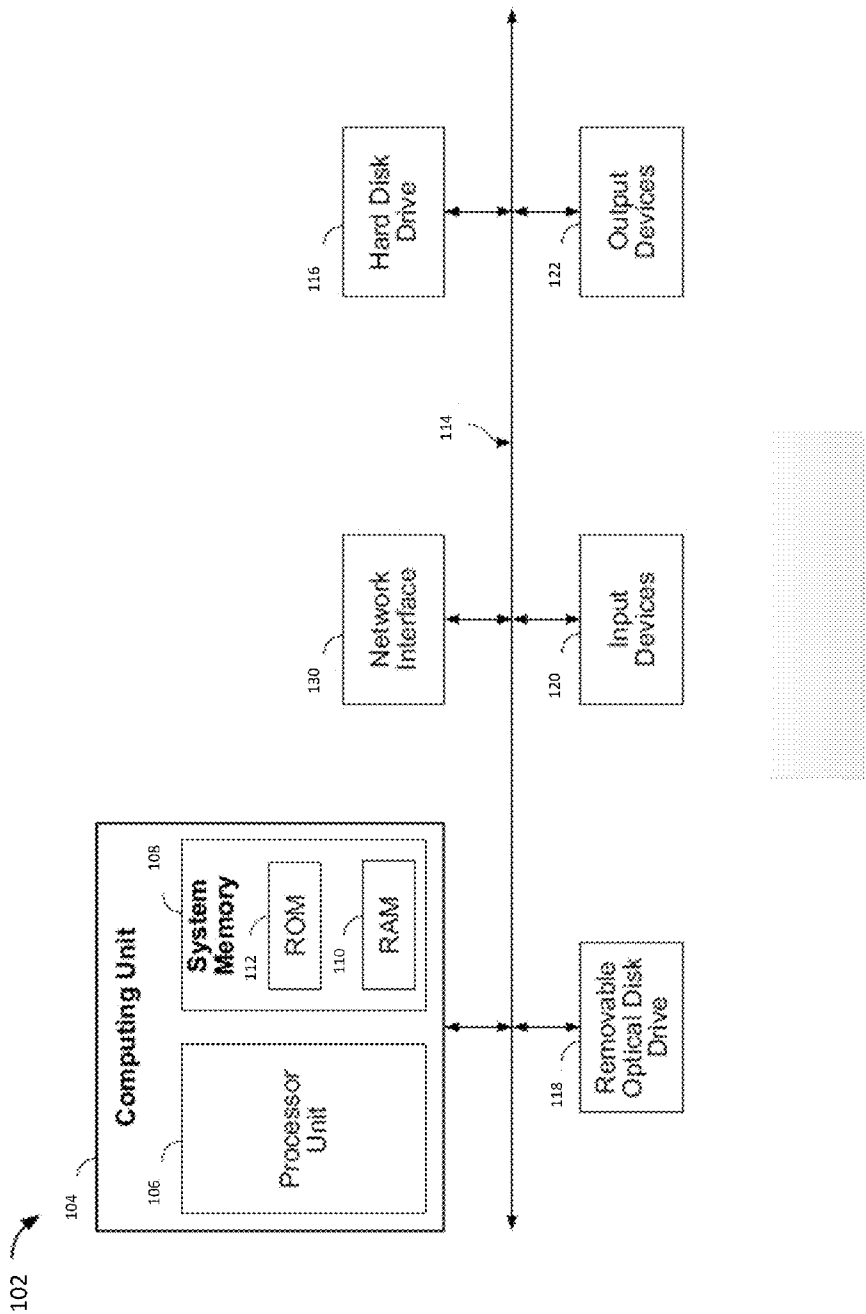 102
104
Computing Unit
106
Processor
Unit
108
System
Memory
112
ROM
110
RAM
130
Network
Interface
116
Hard Disk
Drive
114
118
Removable
Optical Disk
Drive
120
Input
Devices
122
Output
Devices